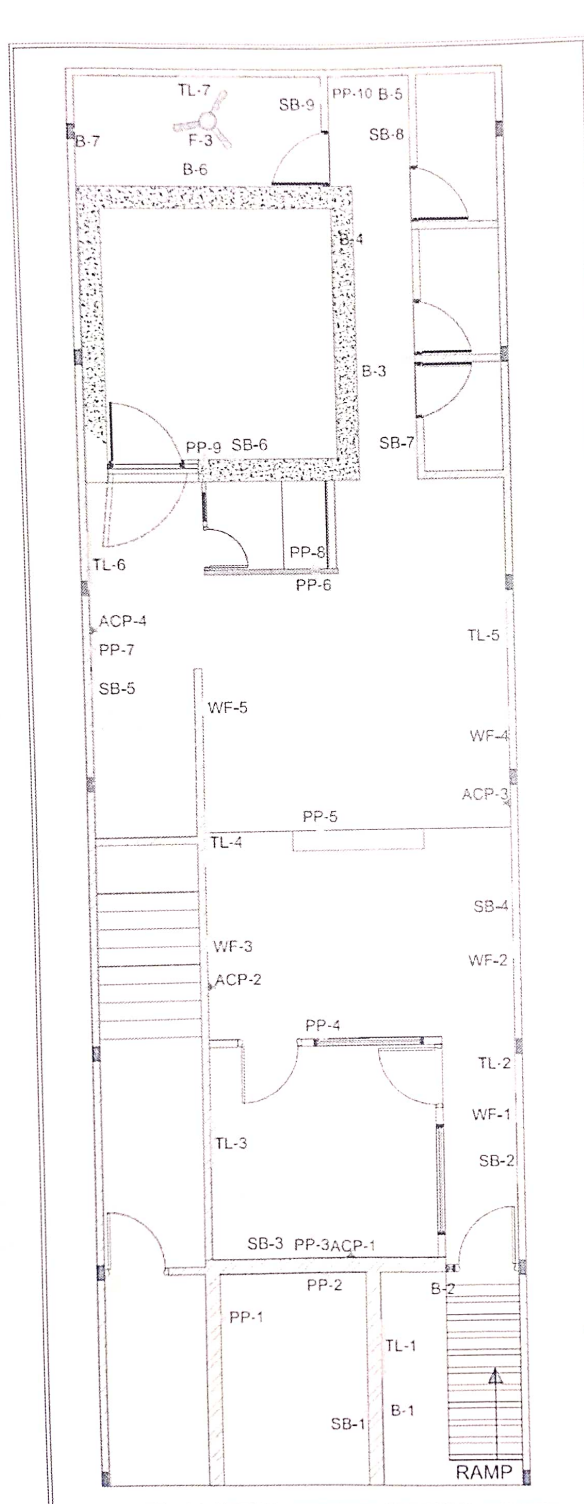 TL-7
SB-9
PP-10 B-5
B-7
F-3
SB-8
B-6
B-4
B-3
PP-9
SB-6
SB-7
PP-8
TL-6
PP-6
ACP-4
TL-5
PP-7
SB-5
WF-5
WF-4
ACP-3
PP-5
TL-4
SB-4
WF-3
WF-2
ACP-2
PP-4
TL-2
WF-1
TL-3
SB-2
SB-3 PP-3ACP-1
PP-2
B-2
PP-1
TL-1
B-1
SB-1
RAMP